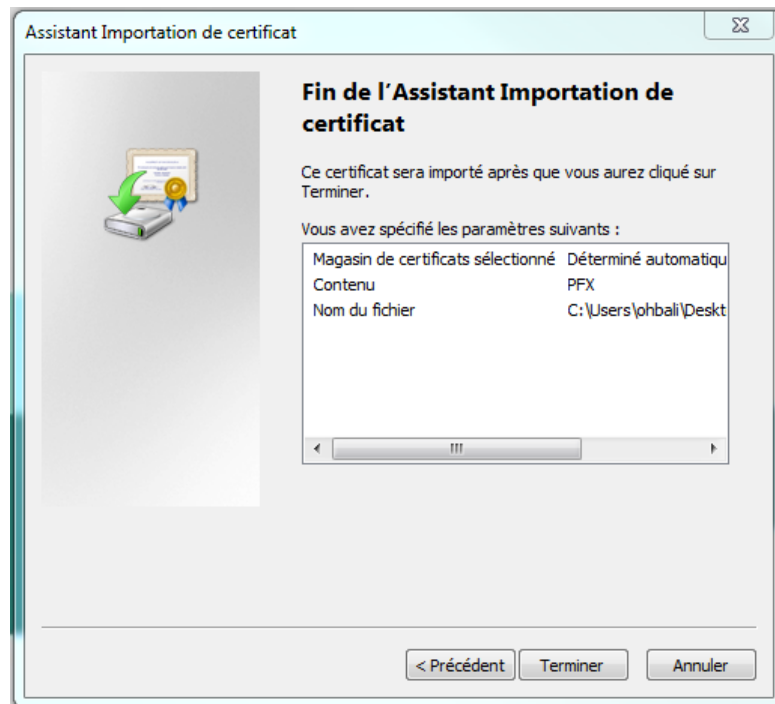 Assistant Importation de certificat
Fin de l'Assistant Importation de
certificat
Ce certificat sera importé après que vous aurez cliqué sur
Terminer.
Vous avez spécifié les paramètres suivants :
Magasin de certificats sélectionné Déterminé automatiqu
Contenu PFX
Nom du fichier C:\Users\ohbali\Deskt
< Précédent Terminer Annuler